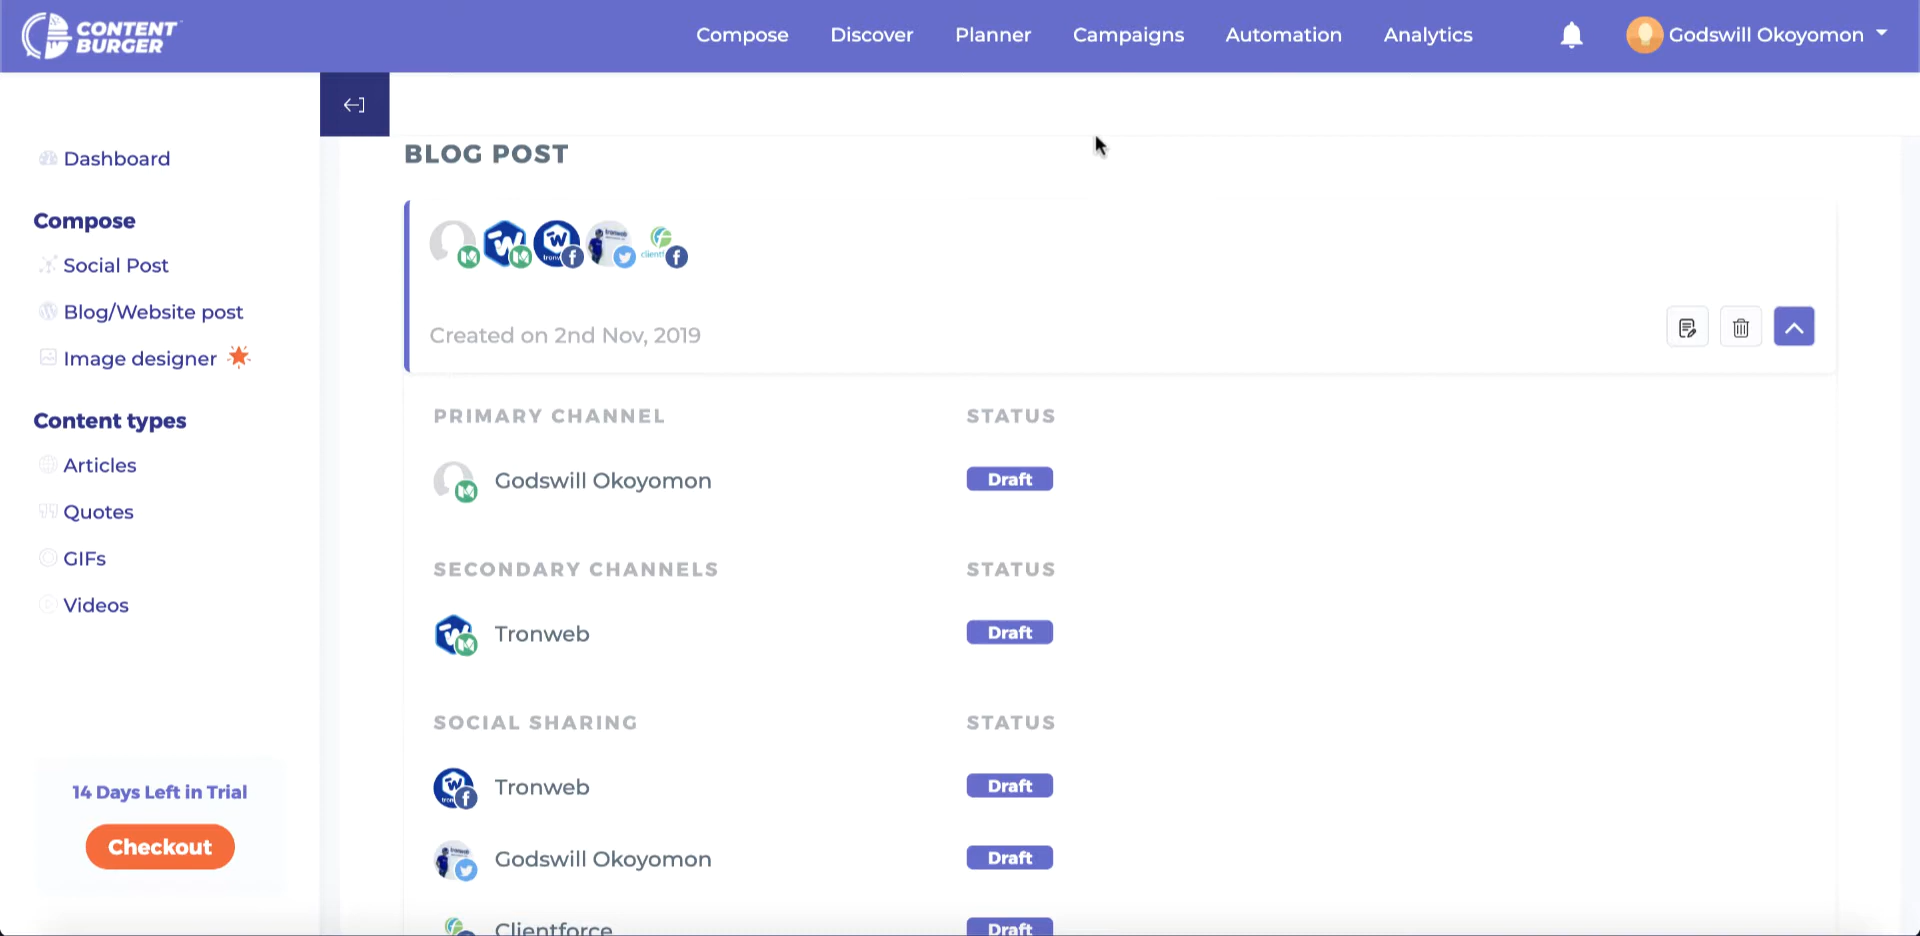 CONTENT
BURGER
Compose
Discover
Planner
Campaigns
Automation
Analytics
Godswill Okoyomon
Dashboard
Compose
Social Post
Blog/Website post
Image designer
Content types
Articles
Quotes
GIFs
Videos
14 Days Left in Trial
Checkout
BLOG POST
Created on 2nd Nov, 2019
PRIMARY CHANNEL STATUS
Godswill Okoyomon Draft
SECONDARY CHANNELS STATUS
Tronweb Draft
SOCIAL SHARING STATUS
Tronweb Draft
Godswill Okoyomon Draft
Clientforce Draft